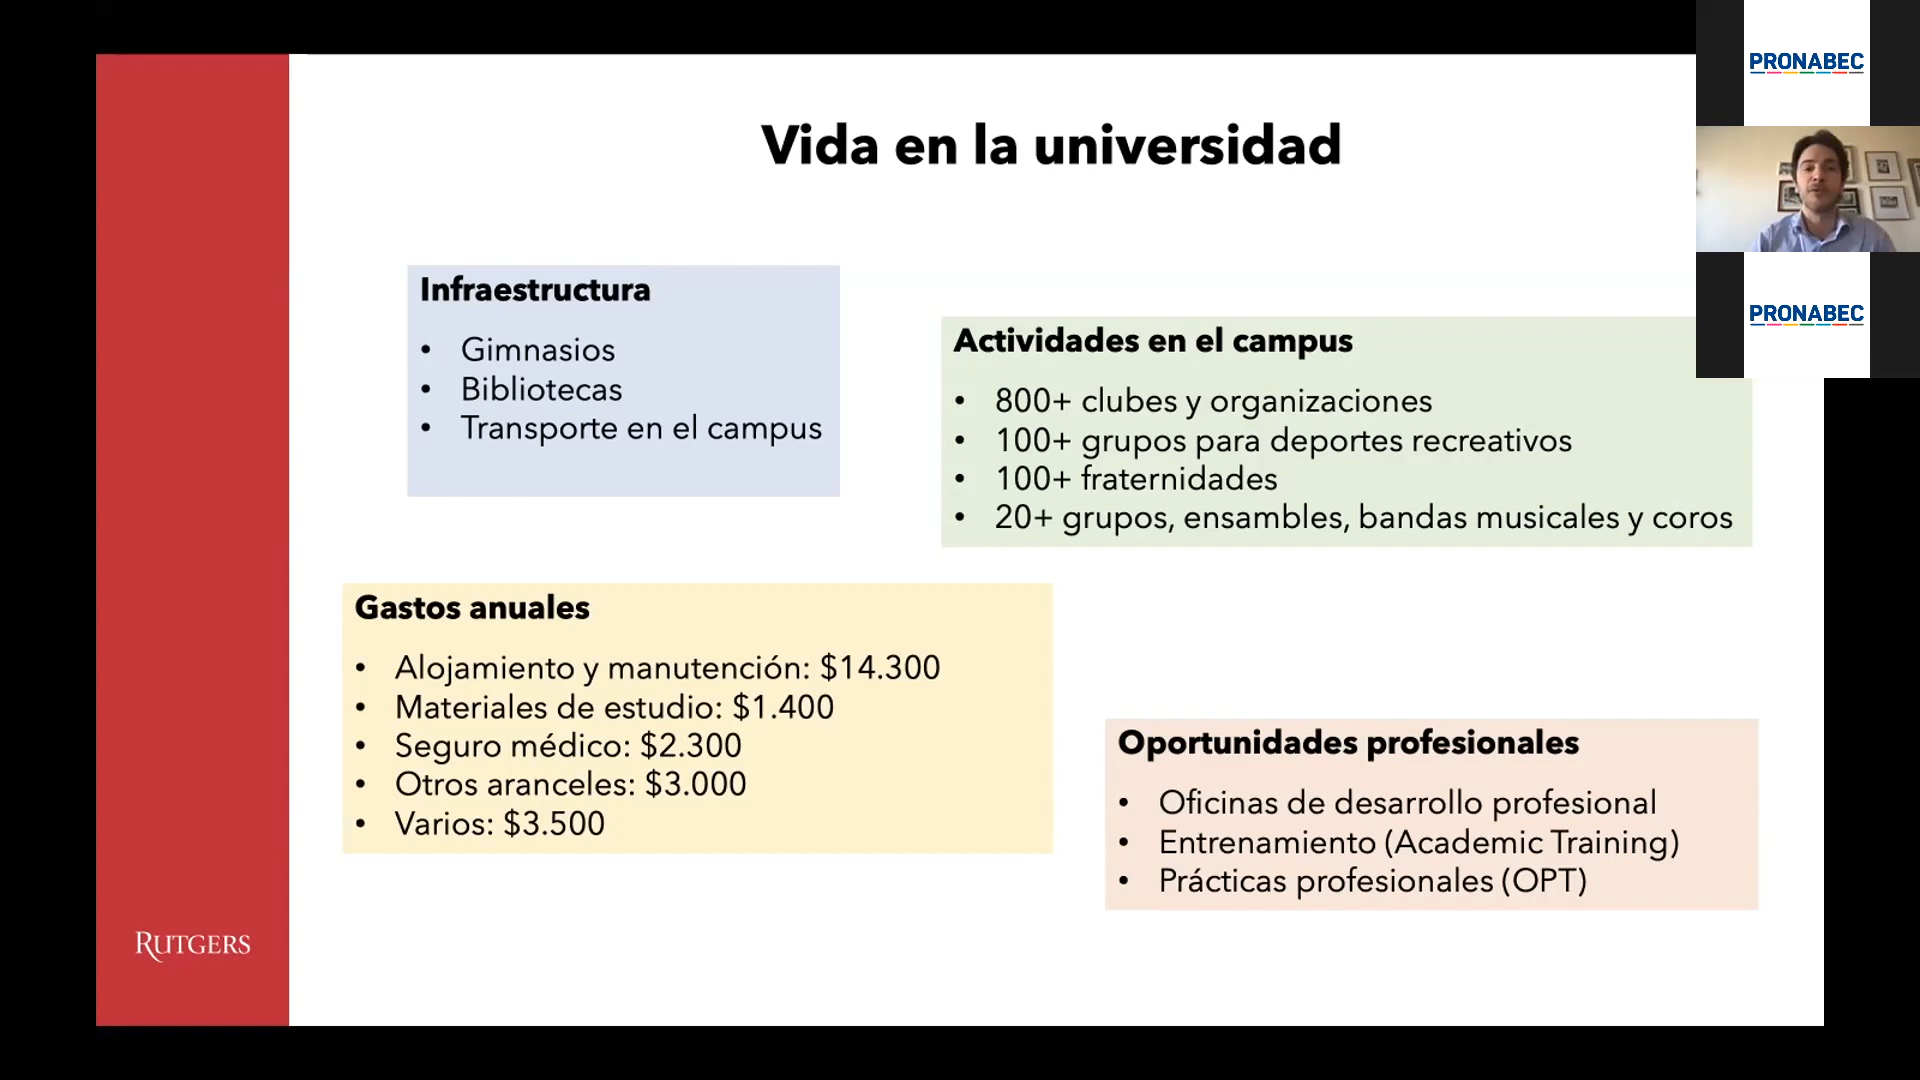 Vida en la universidad
PRONABEC
PRONABEC
Infraestructura
• Gimnasios
• Bibliotecas
• Transporte en el campus
Actividades en el campus
• 800+ clubes y organizaciones
• 100+ grupos para deportes recreativos
• 100+ fraternidades
• 20+ grupos, ensambles, bandas musicales y coros
Gastos anuales
• Alojamiento y manutención: $14.300
• Materiales de estudio: $1.400
• Seguro médico: $2.300
• Otros aranceles: $3.000
• Varios: $3.500
Oportunidades profesionales
• Oficinas de desarrollo profesional
• Entrenamiento (Academic Training)
• Prácticas profesionales (OPT)
RUTGERS